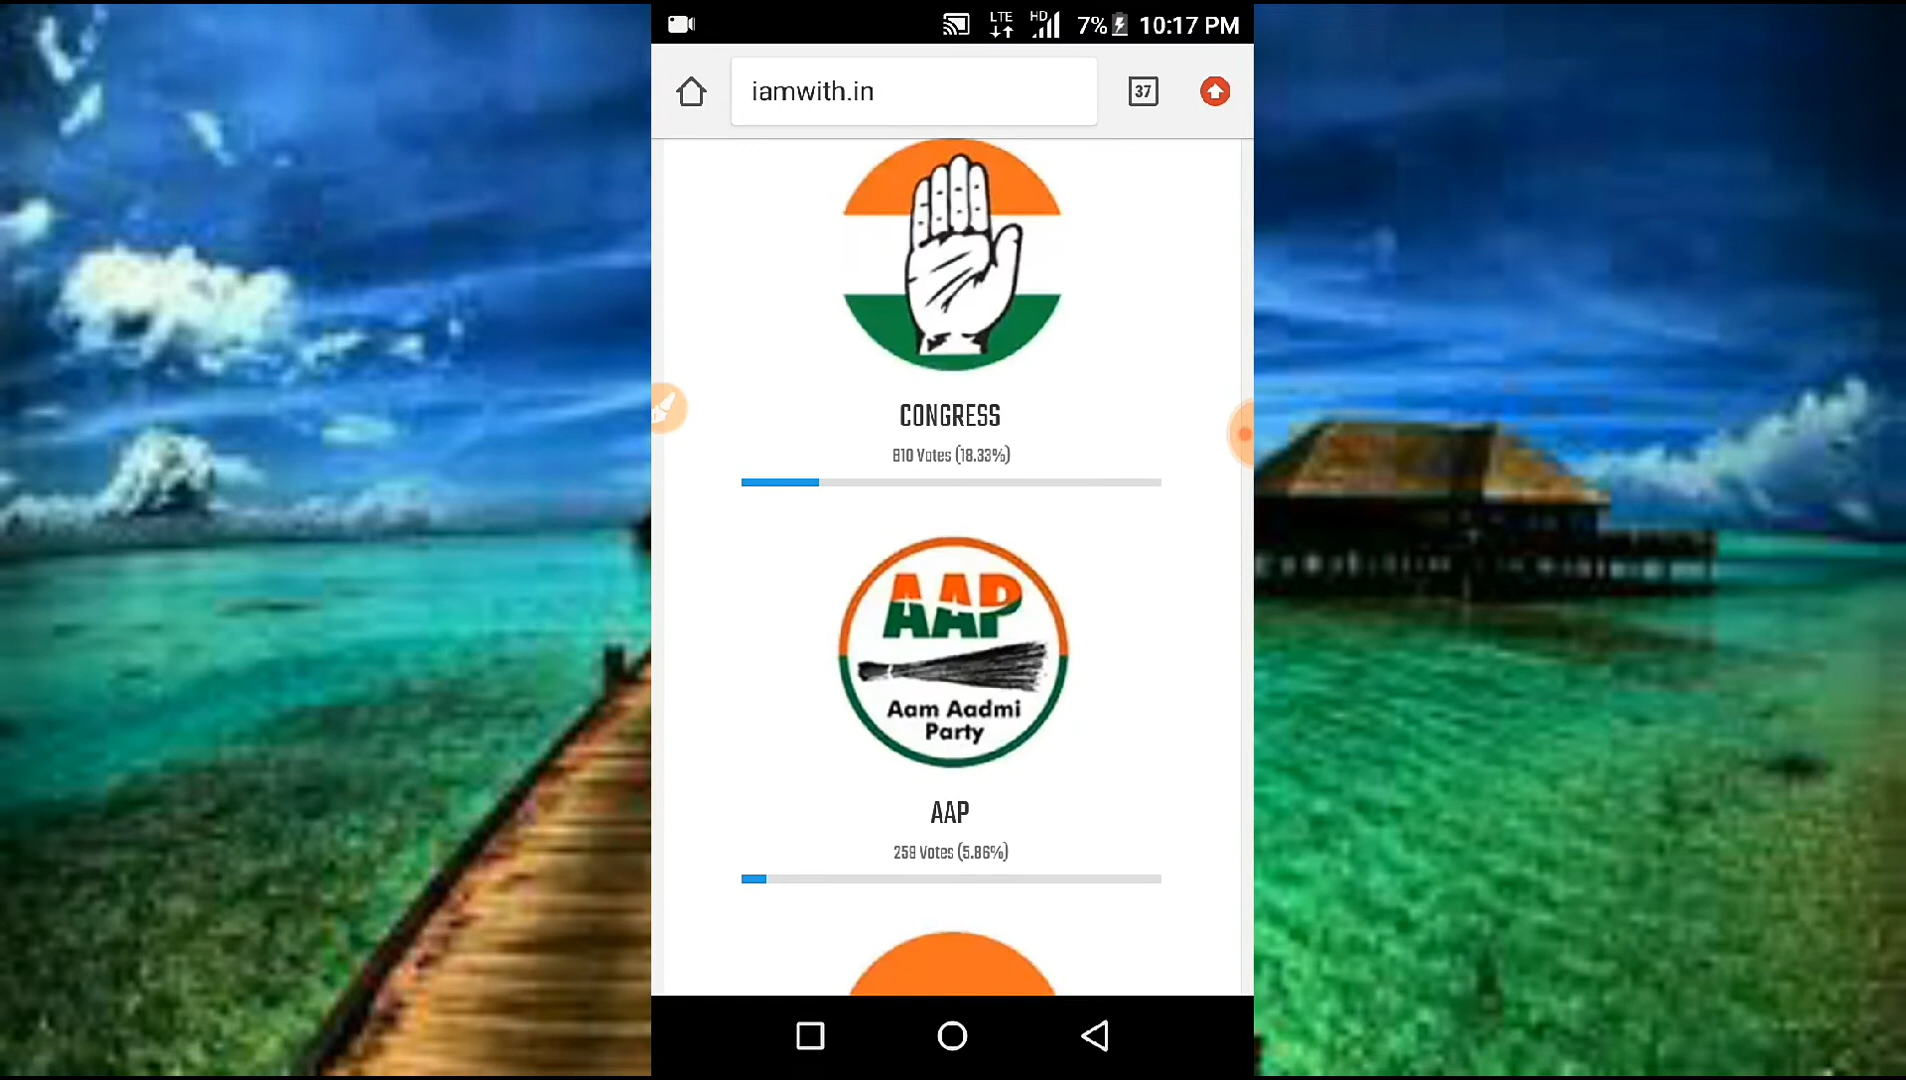 LTE HD 7% 10:17 PM
iamwith.in 37
CONGRESS
810 Votes (18.33%)
AAP
Aam Aadmi
Party
AAP
259 Votes (5.86%)